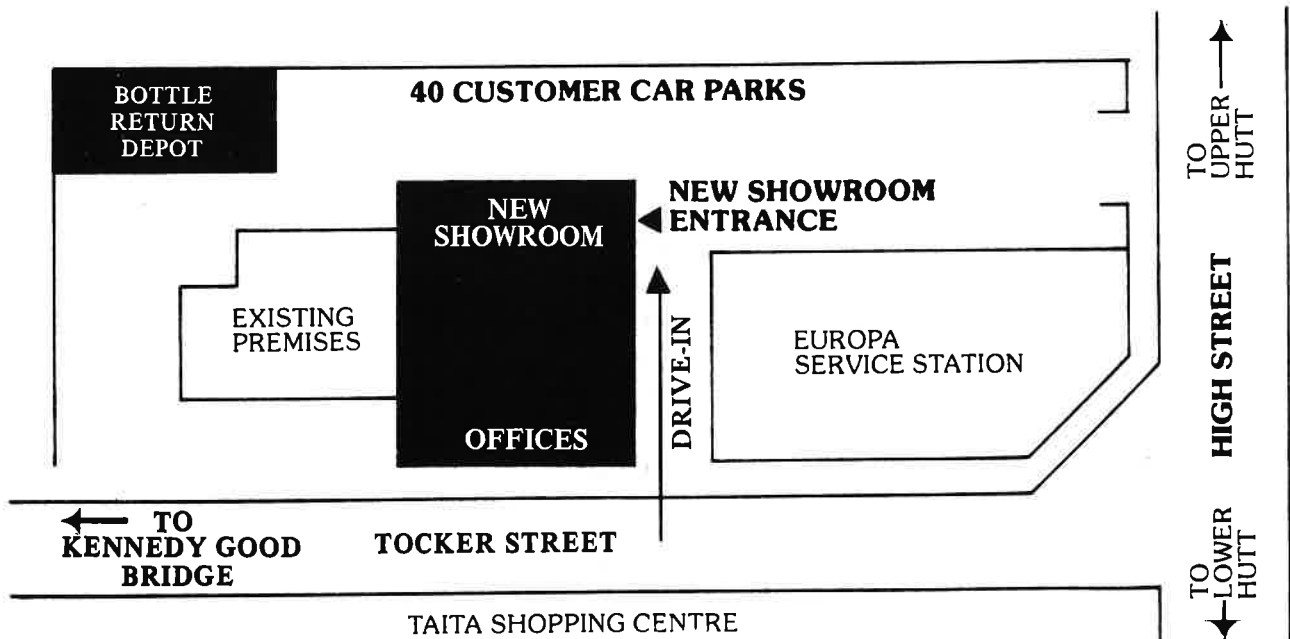 BOTTLE
RETURN
DEPOT
40 CUSTOMER CAR PARKS
TO
UPPER
HUTT
NEW
SHOWROOM
NEW SHOWROOM
ENTRANCE
EXISTING
PREMISES
DRIVE-IN
EUROPA
SERVICE STATION
HIGH STREET
OFFICES
TO
KENNEDY GOOD
BRIDGE
TOCKER STREET
TO
LOWER
HUTT
TAITA SHOPPING CENTRE